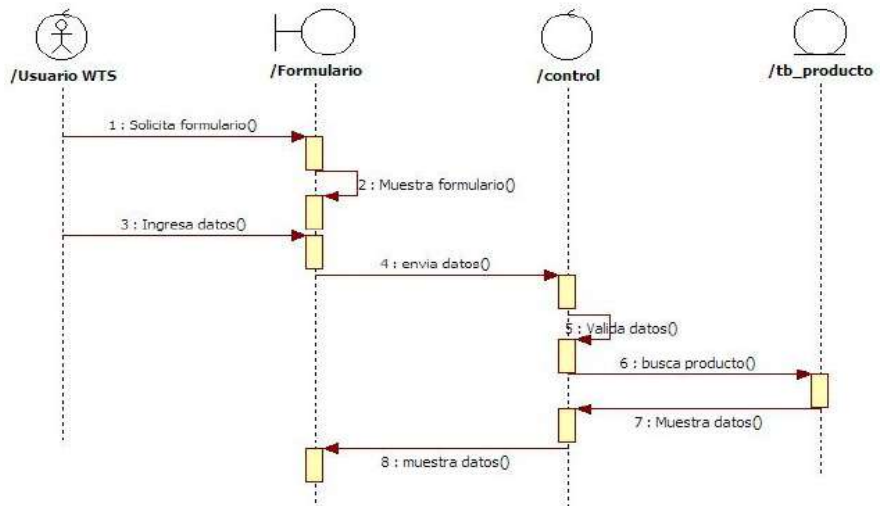 /Usuario WTS
/Formulario
/control
/tb_producto
1 : Solicita formulario()
2 : Muestra formulario()
3 : Ingresa datos()
4 : envia datos()
5 : Valida datos()
6 : busca producto()
7 : Muestra datos()
8 : muestra datos()